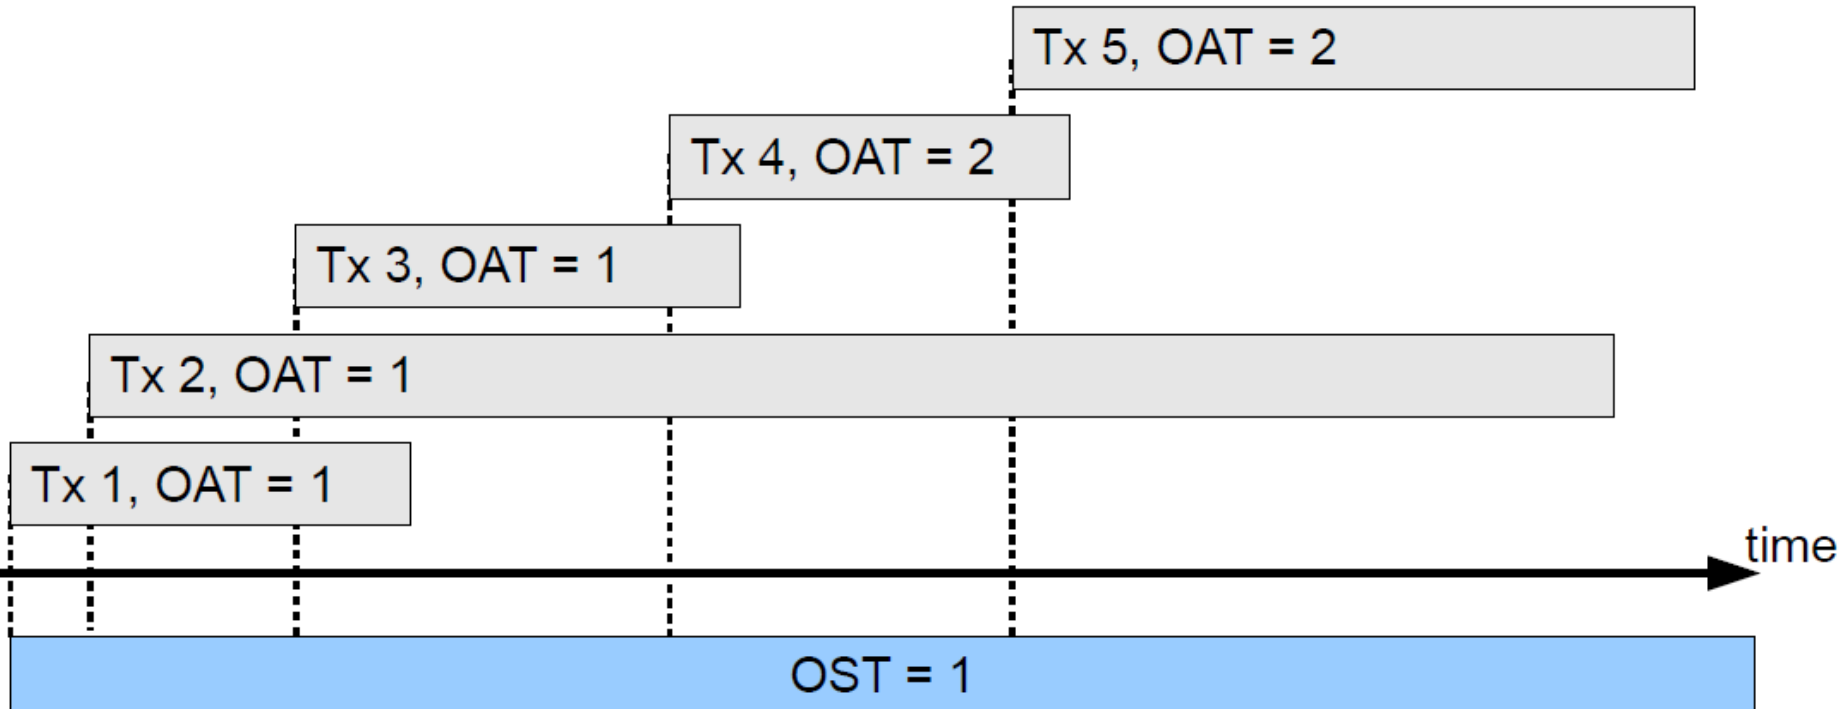 Tx 5, OAT = 2
Tx 4, OAT = 2
Tx 3, OAT = 1
Tx 2, OAT = 1
Tx 1, OAT = 1
time
OST = 1